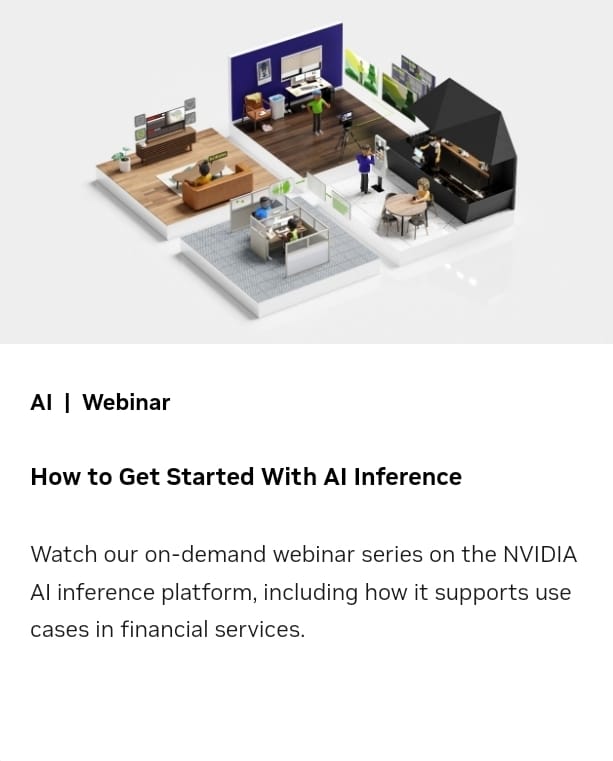 AI | Webinar
How to Get Started With AI Inference
Watch our on-demand webinar series on the NVIDIA
AI inference platform, including how it supports use
cases in financial services.